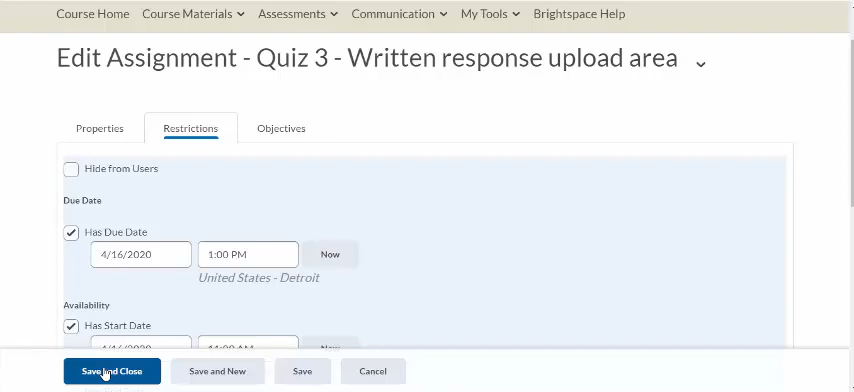 Course Home Course Materials Assessments Communication My Tools Brightspace Help
Edit Assignment - Quiz 3 - Written response upload area
Properties Restrictions Objectives
Hide from Users
Due Date
Has Due Date
4/16/2020 1:00 PM Now
United States - Detroit
Availability
Has Start Date
4/16/2020 11:00 AM Now
Save and Close Save and New Save Cancel